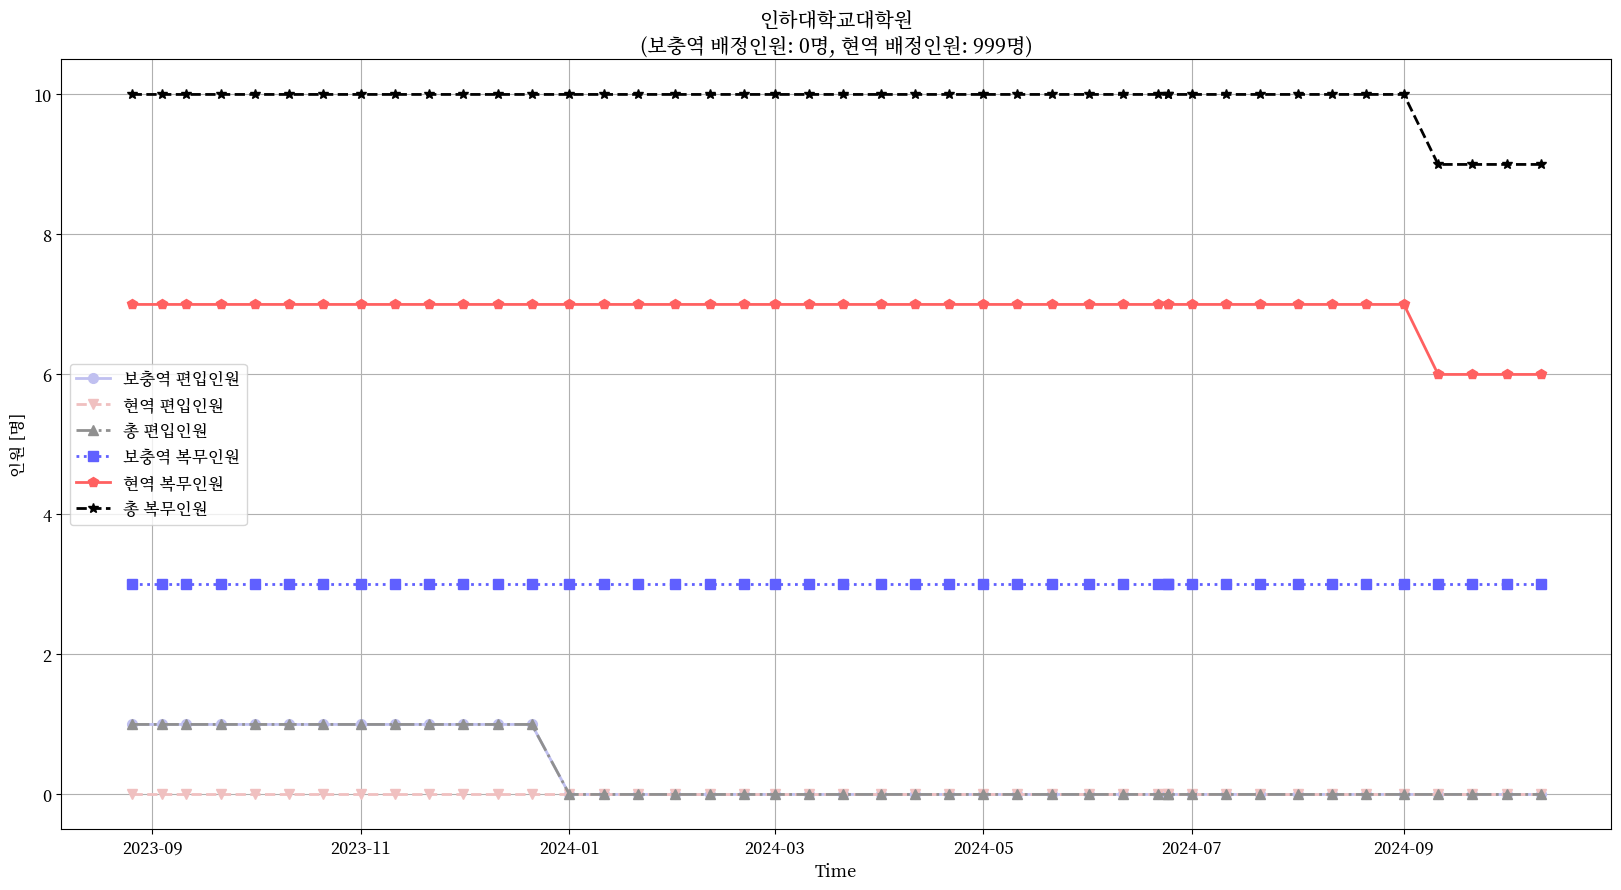 인하대학교대학원
(보충역 배정인원: 0명, 현역 배정인원: 999명)
10
8
6
4
2
0
인원 [명]
보충역 편입인원
현역 편입인원
총 편입인원
보충역 복무인원
현역 복무인원
총 복무인원
2023-09
2023-11
2024-01
2024-03
2024-05
2024-07
2024-09
Time